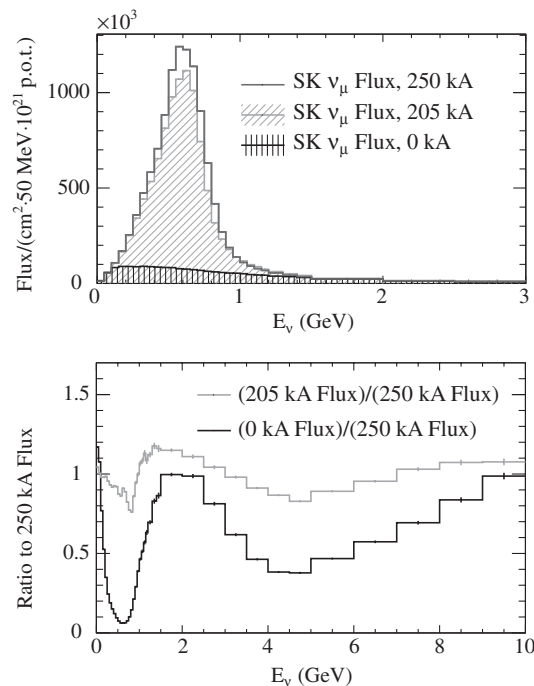 ×10³
SK ν_μ Flux, 250 kA
SK ν_μ Flux, 205 kA
SK ν_μ Flux, 0 kA
Flux/(cm²·50 MeV·10²¹ p.o.t.)
1000
500
0
0 1 2 3
E_ν (GeV)
(205 kA Flux)/(250 kA Flux)
(0 kA Flux)/(250 kA Flux)
Ratio to 250 kA Flux
1.5
1
0.5
0
0 2 4 6 8 10
E_ν (GeV)